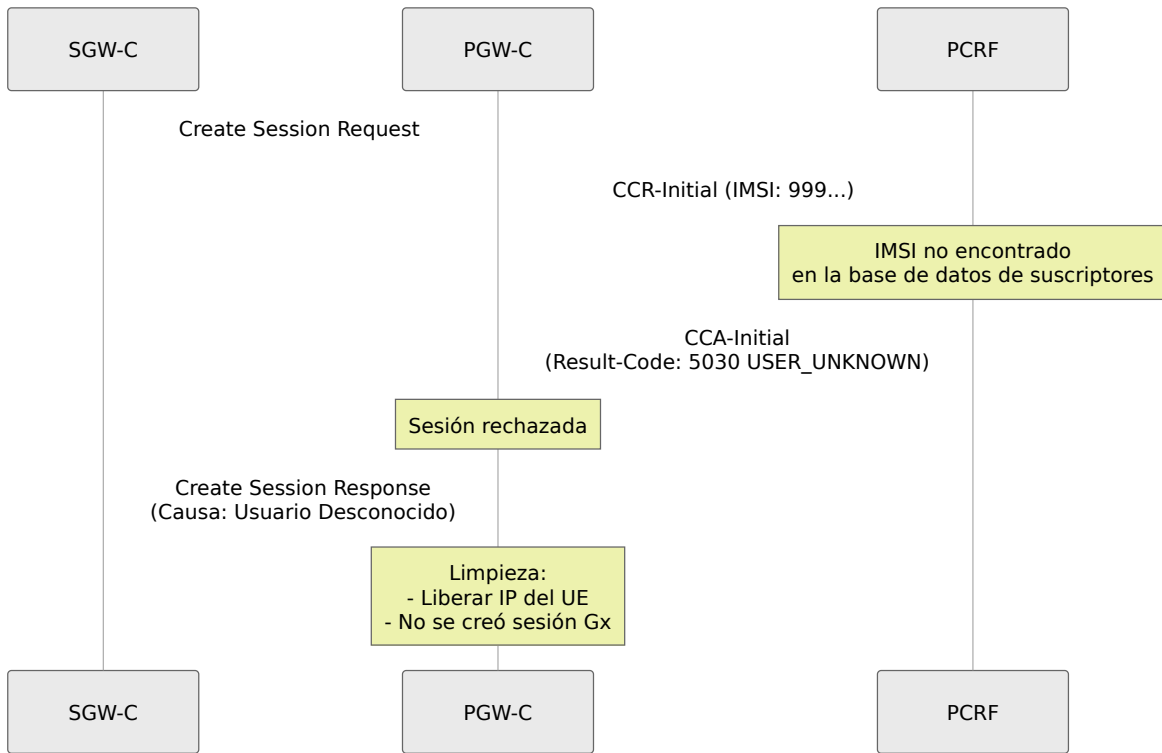 SGW-C
PGW-C
PCRF
Create Session Request
CCR-Initial (IMSI: 999...)
IMSI no encontrado
en la base de datos de suscriptores
CCA-Initial
(Result-Code: 5030 USER_UNKNOWN)
Sesión rechazada
Create Session Response
(Causa: Usuario Desconocido)
Limpieza:
- Liberar IP del UE
- No se creó sesión Gx
SGW-C
PGW-C
PCRF